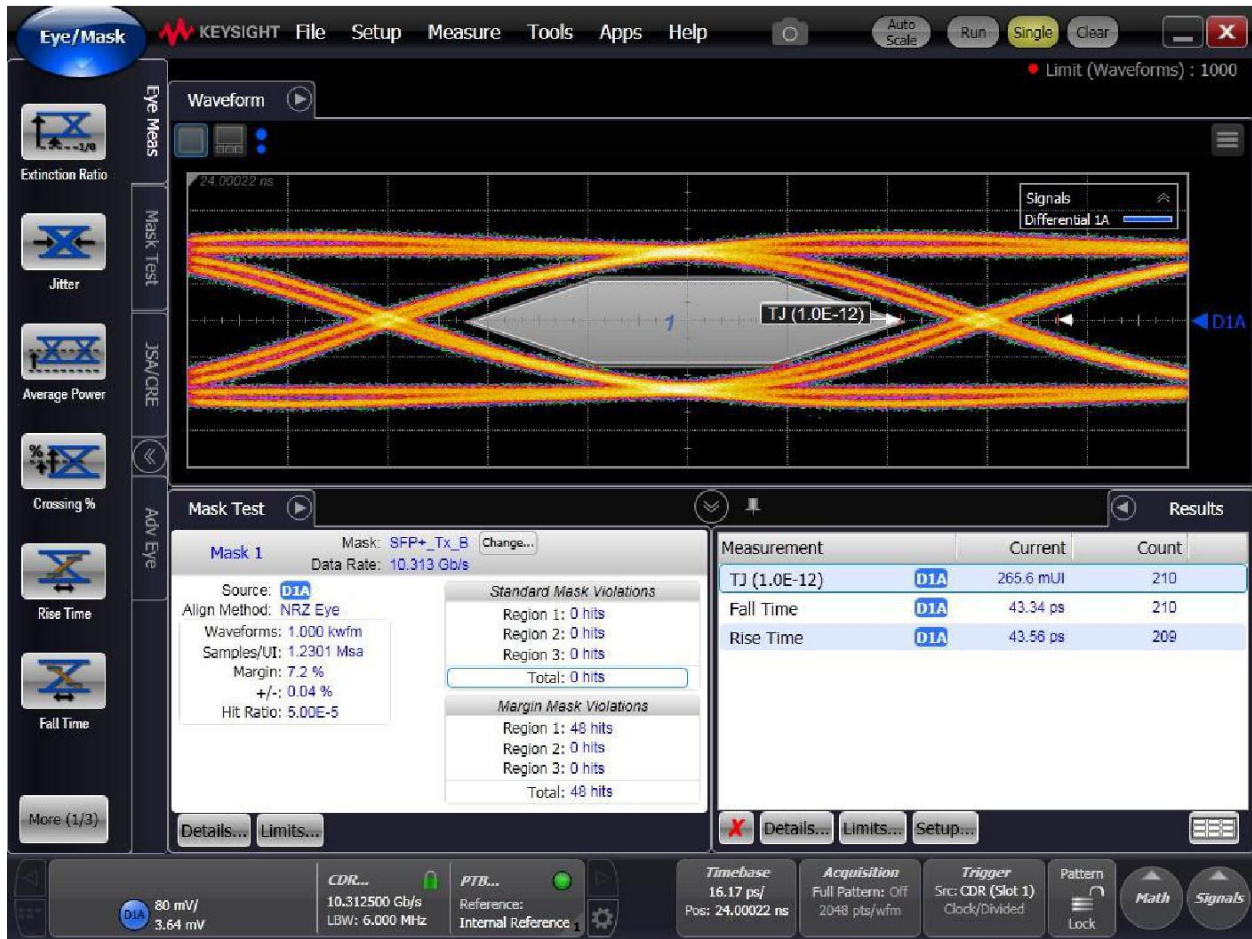 Eye/Mask
KEYSIGHT File Setup Measure Tools Apps Help
Auto Scale
Run
Single
Clear
Limit (Waveforms) : 1000
Extinction Ratio
Jitter
Average Power
Crossing %
Rise Time
Fall Time
More (1/3)
Eye Meas
Mask Test
JSA/CRE
Adv Eye
Waveform
24.00022 ns
Signals
Differential 1A
TJ (1.0E-12)
1
D1A
Mask Test
Mask 1
Mask: SFP+_Tx_B Change...
Data Rate: 10.313 Gb/s
Source: D1A
Align Method: NRZ Eye
Waveforms: 1.000 kwfm
Samples/UI: 1.2301 Msa
Margin: 7.2 %
+/-: 0.04 %
Hit Ratio: 5.00E-5
Standard Mask Violations
Region 1: 0 hits
Region 2: 0 hits
Region 3: 0 hits
Total: 0 hits
Margin Mask Violations
Region 1: 48 hits
Region 2: 0 hits
Region 3: 0 hits
Total: 48 hits
Details... Limits...
Results
Measurement Current Count
TJ (1.0E-12) D1A 265.6 mUI 210
Fall Time D1A 43.34 ps 210
Rise Time D1A 43.56 ps 209
Details... Limits... Setup...
D1A
80 mV/
3.64 mV
CDR...
10.312500 Gb/s
LBW: 6.000 MHz
PTB...
Reference:
Internal Reference 1
Timebase
16.17 ps/
Pos: 24.00022 ns
Acquisition
Full Pattern: Off
2048 pts/wfm
Trigger
Src: CDR (Slot 1)
Clock/Divided
Pattern
Lock
Math
Signals